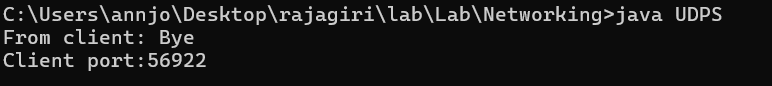 C:\Users\annjo\Desktop\rajagiri\lab\Lab\Networking>java UDPS
From client: Bye
Client port:56922